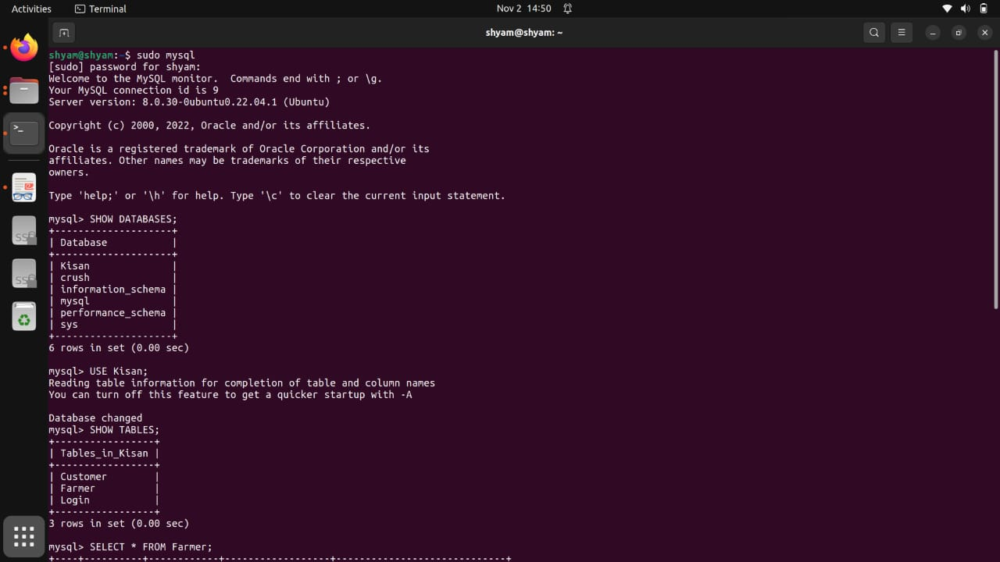 Activities
Terminal
Nov 2 14:50
shyam@shyam: ~
shyam@shyam:~$ sudo mysql
[sudo] password for shyam:
Welcome to the MySQL monitor.  Commands end with ; or \g.
Your MySQL connection id is 9
Server version: 8.0.30-0ubuntu0.22.04.1 (Ubuntu)
Copyright (c) 2000, 2022, Oracle and/or its affiliates.
Oracle is a registered trademark of Oracle Corporation and/or its
affiliates. Other names may be trademarks of their respective
owners.
Type 'help;' or '\h' for help. Type '\c' to clear the current input statement.
mysql> SHOW DATABASES;
+--------------------+
| Database           |
+--------------------+
| Kisan              |
| crush              |
| information_schema |
| mysql              |
| performance_schema |
| sys                |
+--------------------+
6 rows in set (0.00 sec)
mysql> USE Kisan;
Reading table information for completion of table and column names
You can turn off this feature to get a quicker startup with -A
Database changed
mysql> SHOW TABLES;
+-----------------+
| Tables_in_Kisan |
+-----------------+
| Customer        |
| Farmer          |
| Login           |
+-----------------+
3 rows in set (0.00 sec)
mysql> SELECT * FROM Farmer;
+----+----------+------------+------------------+-----------------------------+
>_
SSD
SSD